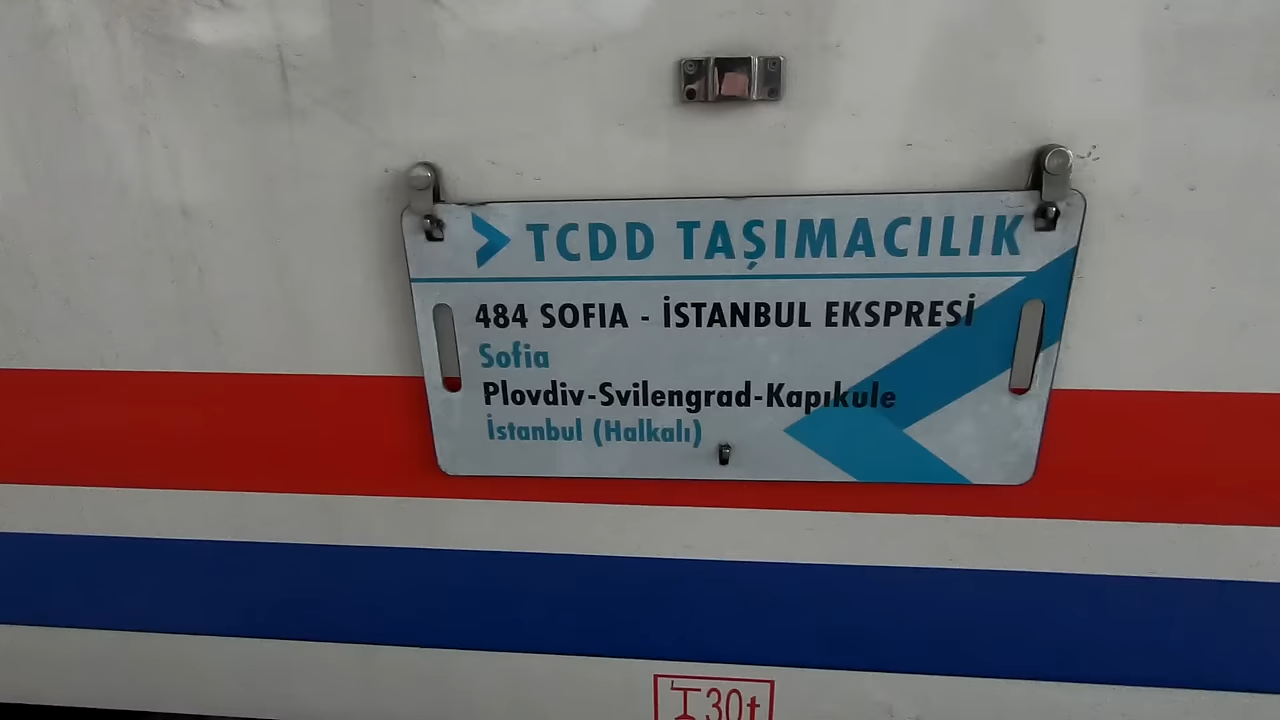 TCDD TAŞIMACILIK
484 SOFIA - İSTANBUL EKSPRESİ
Sofia
Plovdiv-Svilengrad-Kapıkule
İstanbul (Halkalı)
30t